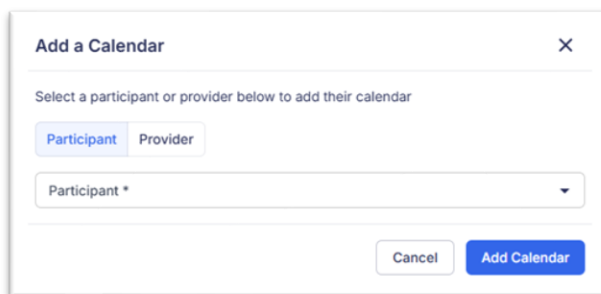 Add a Calendar
Select a participant or provider below to add their calendar
Participant Provider
Participant *
Cancel Add Calendar